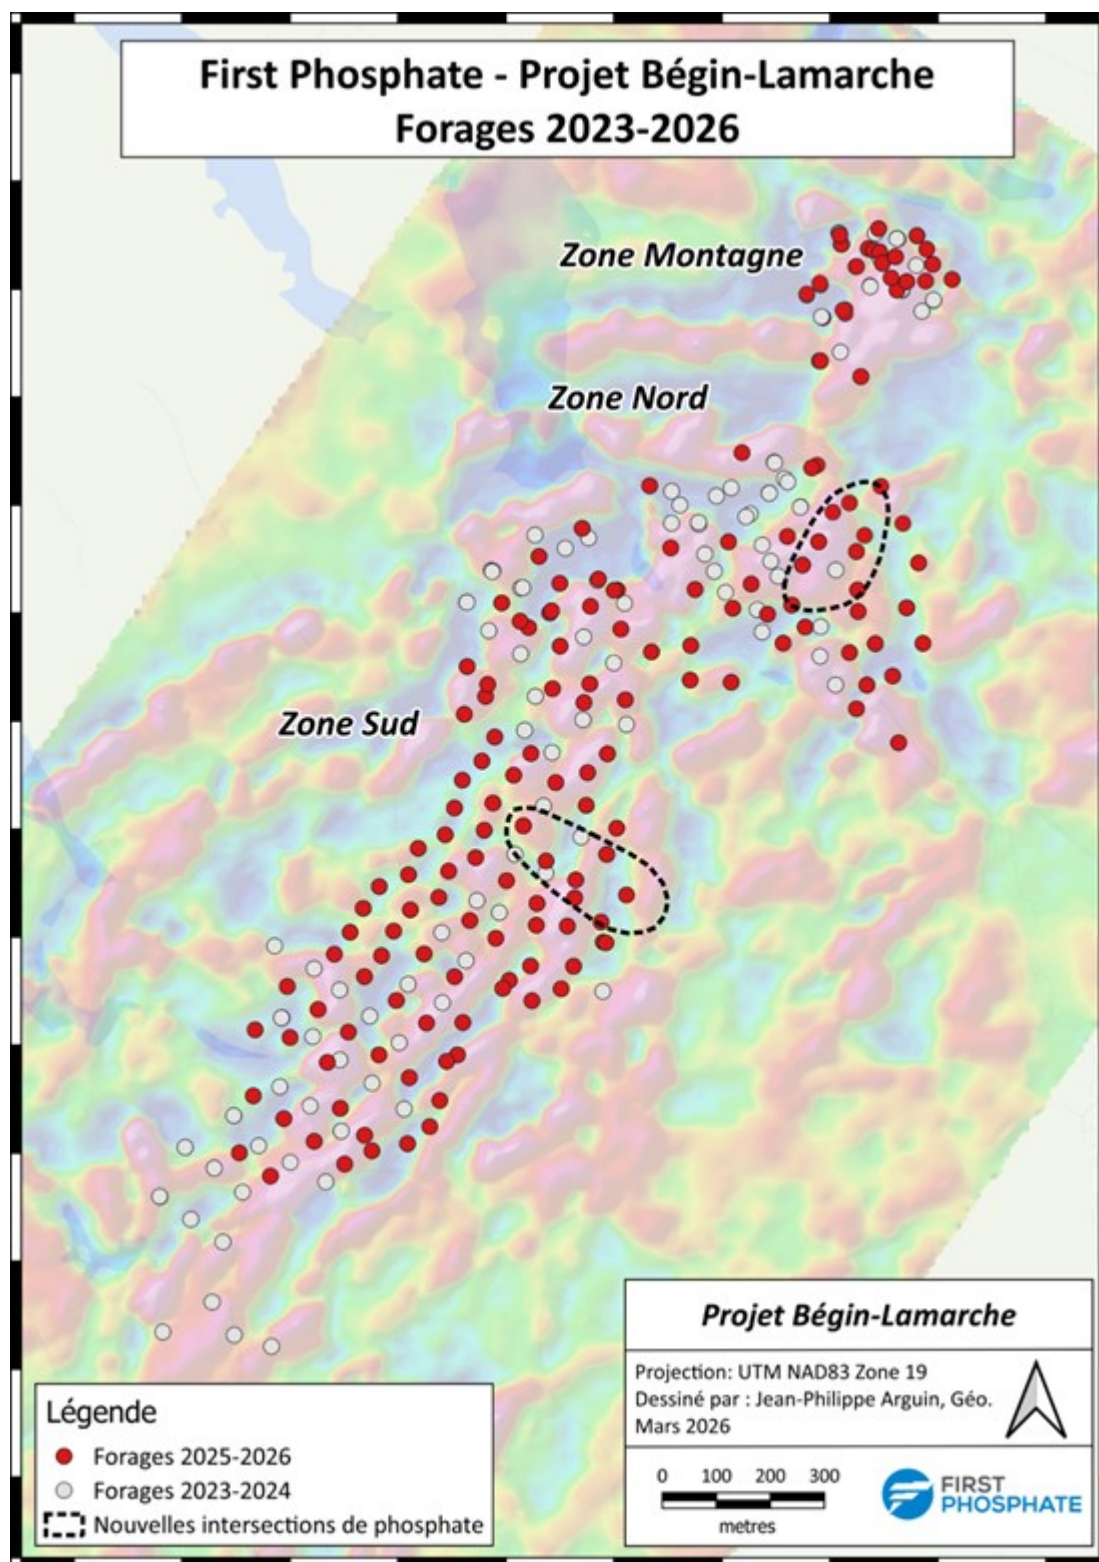 First Phosphate - Projet Bégin-Lamarche
Forages 2023-2026
Zone Montagne
Zone Nord
Zone Sud
Projet Bégin-Lamarche
Projection: UTM NAD83 Zone 19
Dessiné par : Jean-Philippe Arguin, Géo.
Mars 2026
0 100 200 300
metres
FIRST
PHOSPHATE
Légende
Forages 2025-2026
Forages 2023-2024
Nouvelles intersections de phosphate